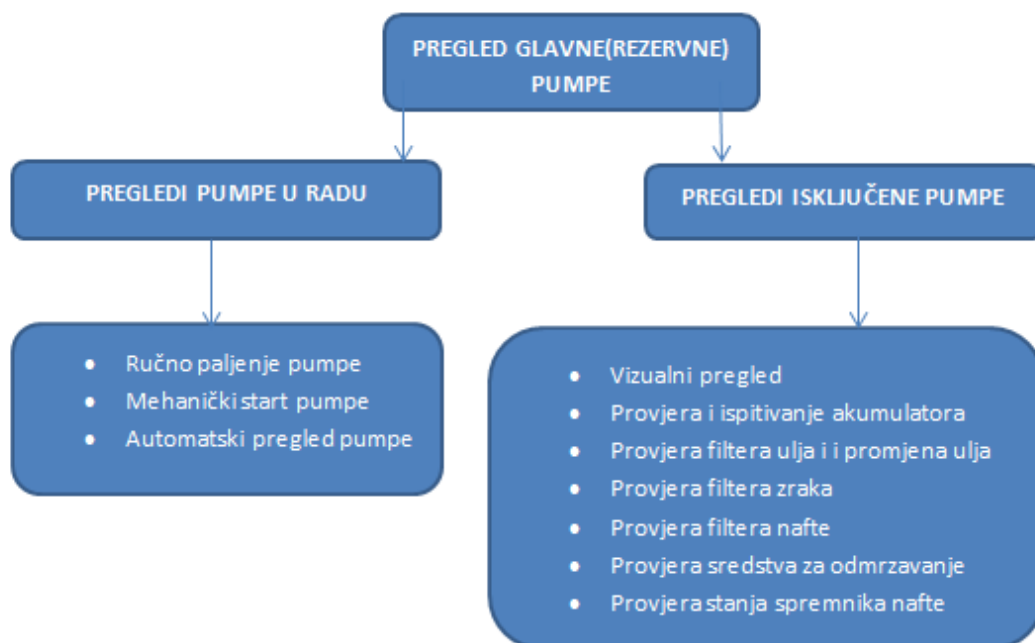 PREGLED GLAVNE(REZERVNE)
PUMPE
PREGLEDI PUMPE U RADU
PREGLEDI ISKLJUČENE PUMPE
• Ručno paljenje pumpe
• Mehanički start pumpe
• Automatski pregled pumpe
• Vizualni pregled
• Provjera i ispitivanje akumulatora
• Provjera filtera ulja i i promjena ulja
• Provjera filtera zraka
• Provjera filtera nafte
• Provjera sredstva za odmrzavanje
• Provjera stanja spremnika nafte